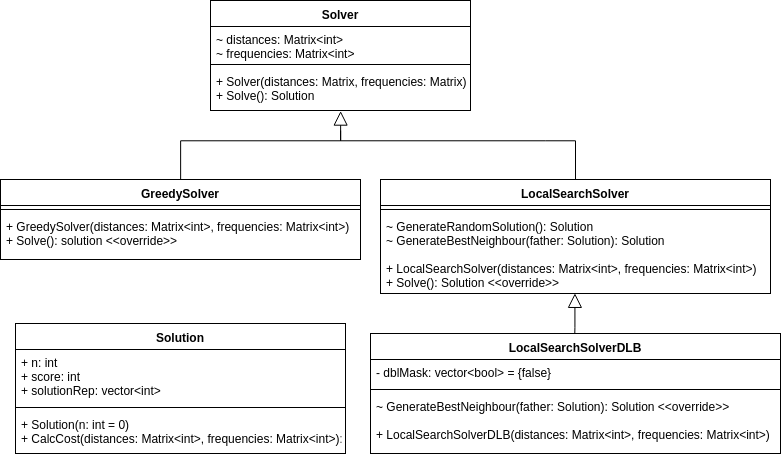 Solver
~ distances: Matrix<int>
~ frequencies: Matrix<int>
+ Solver(distances: Matrix, frequencies: Matrix)
+ Solve(): Solution
GreedySolver
+ GreedySolver(distances: Matrix<int>, frequencies: Matrix<int>)
+ Solve(): solution <<override>>
LocalSearchSolver
~ GenerateRandomSolution(): Solution
~ GenerateBestNeighbour(father: Solution): Solution
+ LocalSearchSolver(distances: Matrix<int>, frequencies: Matrix<int>)
+ Solve(): Solution <<override>>
Solution
+ n: int
+ score: int
+ solutionRep: vector<int>
+ Solution(n: int = 0)
+ CalcCost(distances: Matrix<int>, frequencies: Matrix<int>):
LocalSearchSolverDLB
- dblMask: vector<bool> = {false}
~ GenerateBestNeighbour(father: Solution): Solution <<override>>
+ LocalSearchSolverDLB(distances: Matrix<int>, frequencies: Matrix<int>)